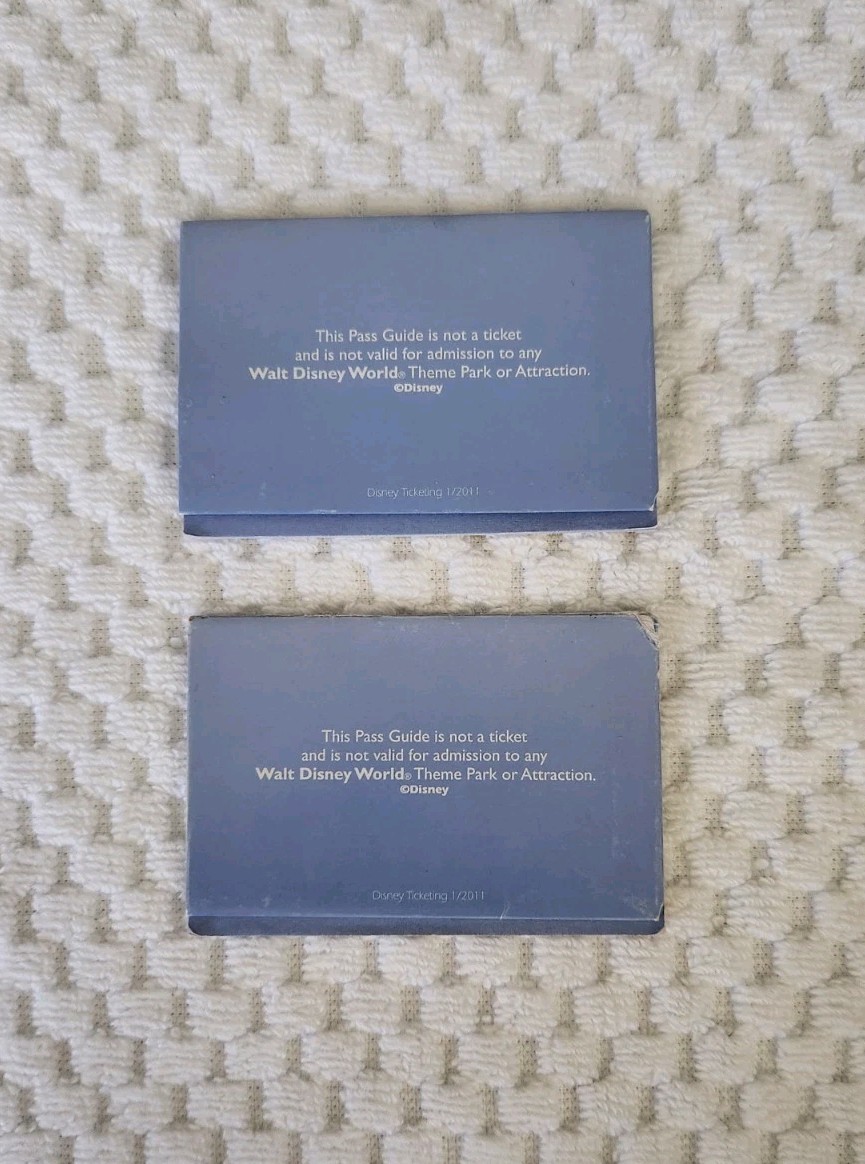 This Pass Guide is not a ticket
and is not valid for admission to any
Walt Disney World® Theme Park or Attraction.
©Disney
Disney Ticketing 1/2011
This Pass Guide is not a ticket
and is not valid for admission to any
Walt Disney World® Theme Park or Attraction.
©Disney
Disney Ticketing 1/2011